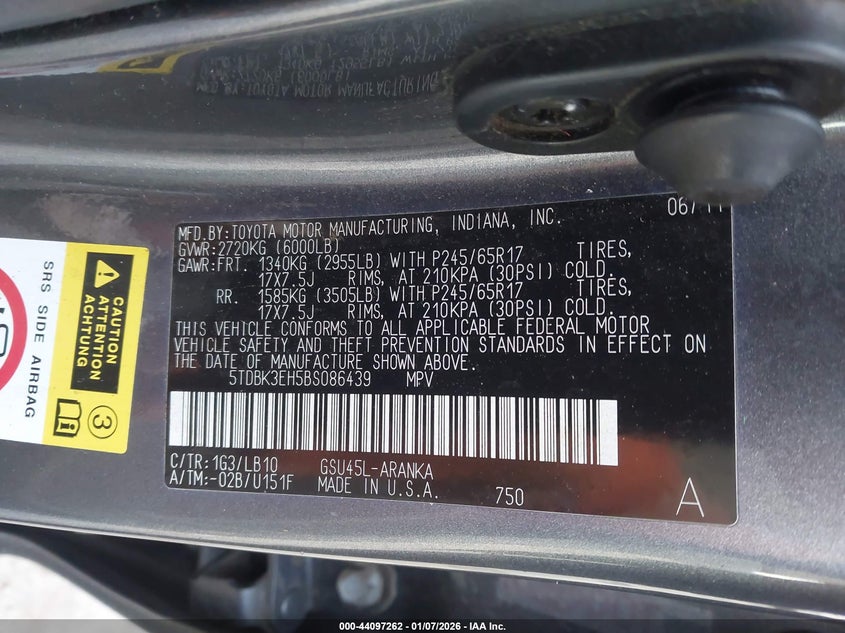 06/11
MFD.BY:TOYOTA MOTOR MANUFACTURING, INDIANA, INC.
GVWR:2720KG (6000LB)
GAWR:FRT. 1340KG (2955LB) WITH P245/65R17 TIRES,
17X7.5J RIMS, AT 210KPA (30PSI) COLD.
RR. 1585KG (3505LB) WITH P245/65R17 TIRES,
17X7.5J RIMS, AT 210KPA (30PSI) COLD.
THIS VEHICLE CONFORMS TO ALL APPLICABLE FEDERAL MOTOR
VEHICLE SAFETY AND THEFT PREVENTION STANDARDS IN EFFECT ON
THE DATE OF MANUFACTURE SHOWN ABOVE.
5TDBK3EH5BS086439 MPV
C/TR:1G3/LB10 GSU45L-ARANKA
A/TM:-02B/U151F MADE IN U.S.A. 750 A
SRS SIDE AIRBAG
CAUTION
ATTENTION
3
000-44097262 - 01/07/2026 - IAA Inc.